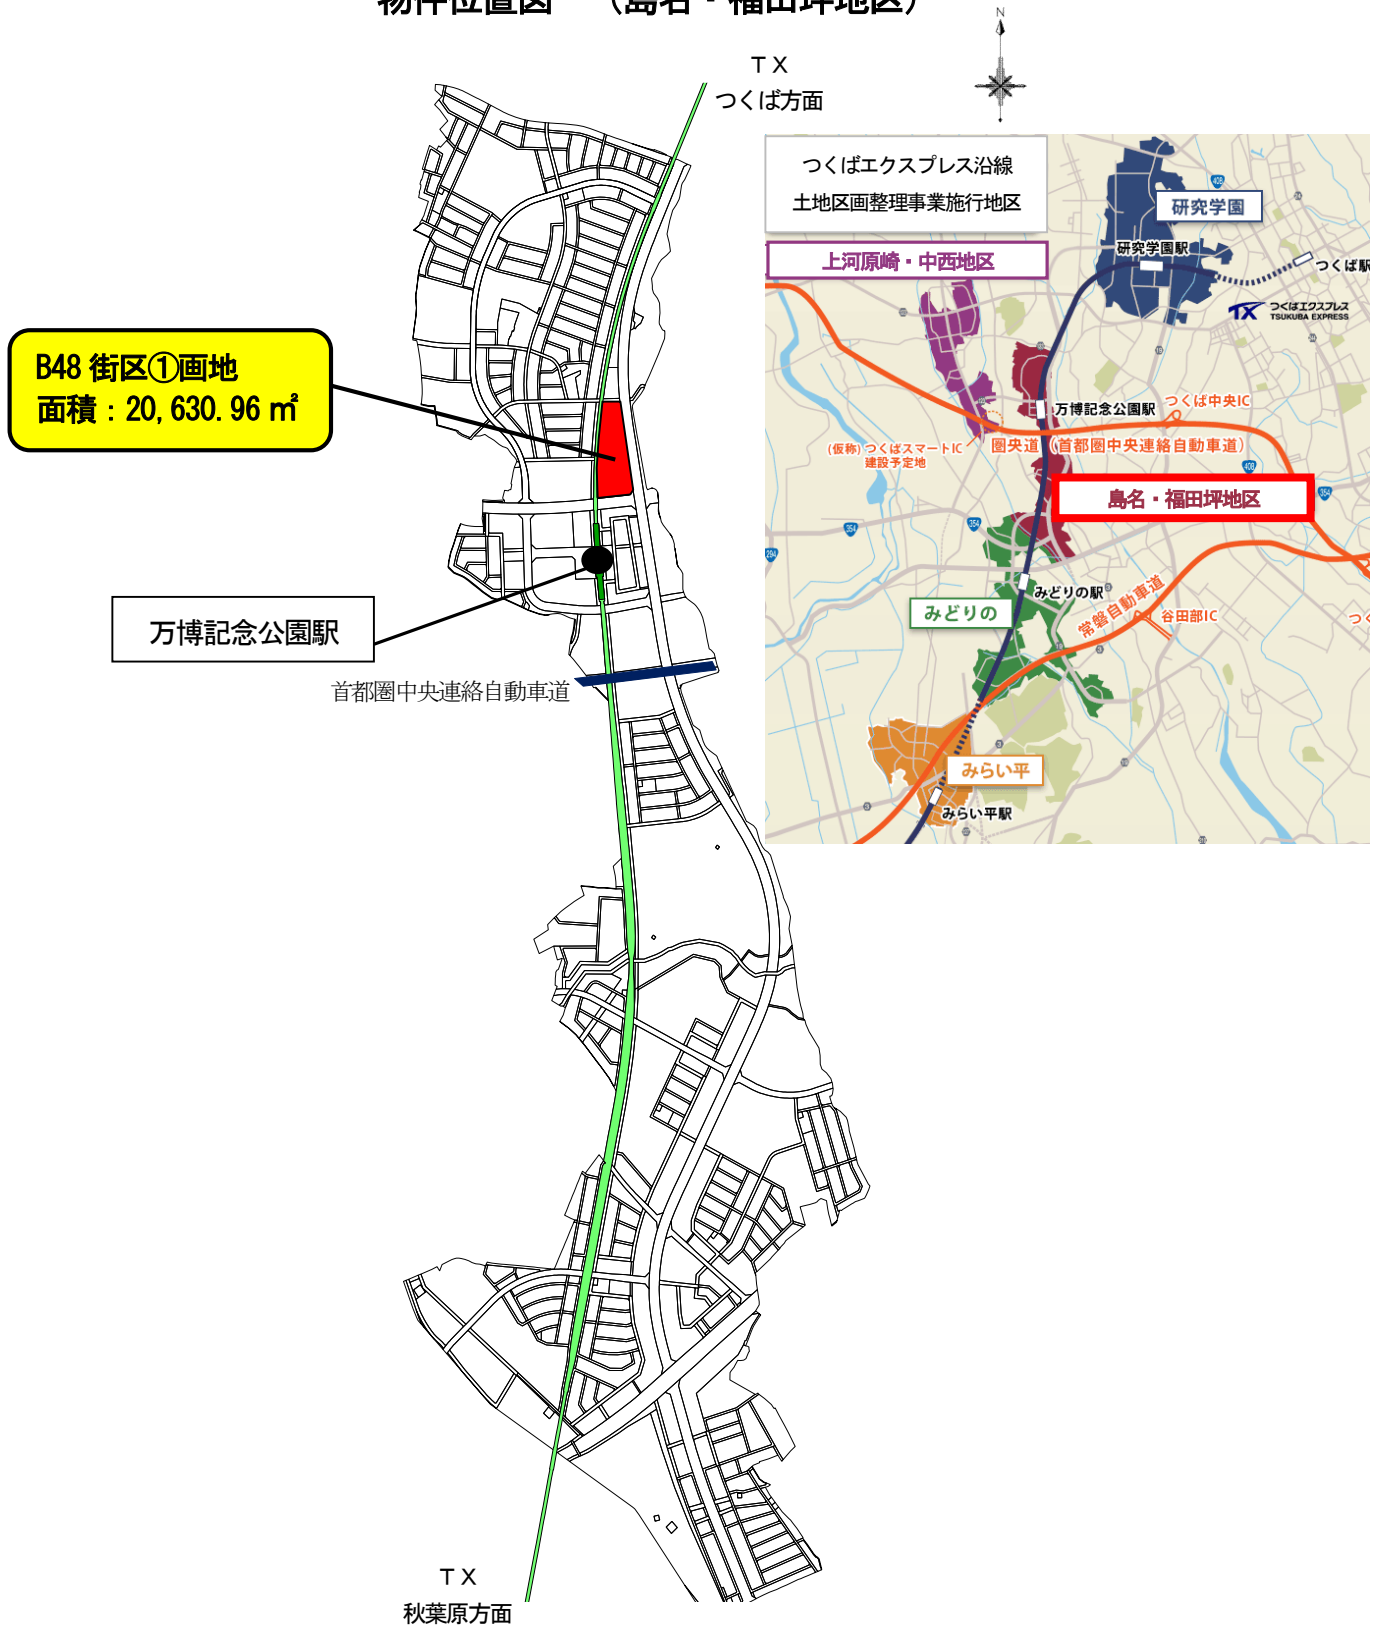 物件位置図 (島名・福田坪地区)
N
TX
つくば方面
つくばエクスプレス沿線
土地区画整理事業施行地区
上河原崎・中西地区
408
研究学園
研究学園駅
つくば駅
TX つくばエクスプレス
TSUKUBA EXPRESS
B48 街区①画地
面積：20,630.96 ㎡
万博記念公園駅
つくば中央IC
(仮称) つくばスマートIC
建設予定地
圏央道 (首都圏中央連絡自動車道)
408
島名・福田坪地区
354
354
354
294
みどりの駅
みどりの
常磐自動車道
谷田部IC
つく
万博記念公園駅
首都圏中央連絡自動車道
みらい平
みらい平駅
TX
秋葉原方面